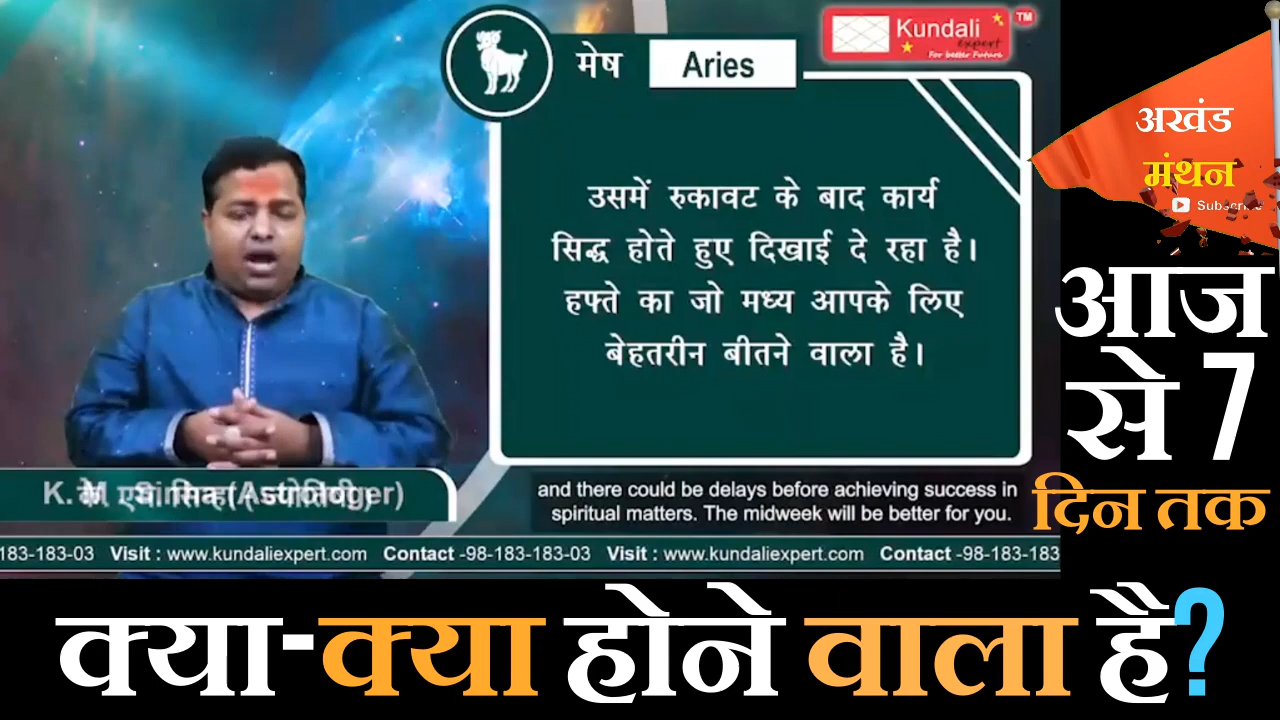 मेष
Aries
Kundali
expert
For better Future
TM
अखंड
मंथन
उसमें रुकावट के बाद कार्य
सिद्ध होते हुए दिखाई दे रहा है।
हफ्ते का जो मध्य आपके लिए
बेहतरीन बीतने वाला है।
आज
से 7
दिन तक
and there could be delays before achieving success in
spiritual matters. The midweek will be better for you.
183-183-03 Visit : www.kundaliexpert.com Contact -98-183-183-03 Visit : www.kundaliexpert.com Contact -98-183-183
क्या-क्या होने वाला है?